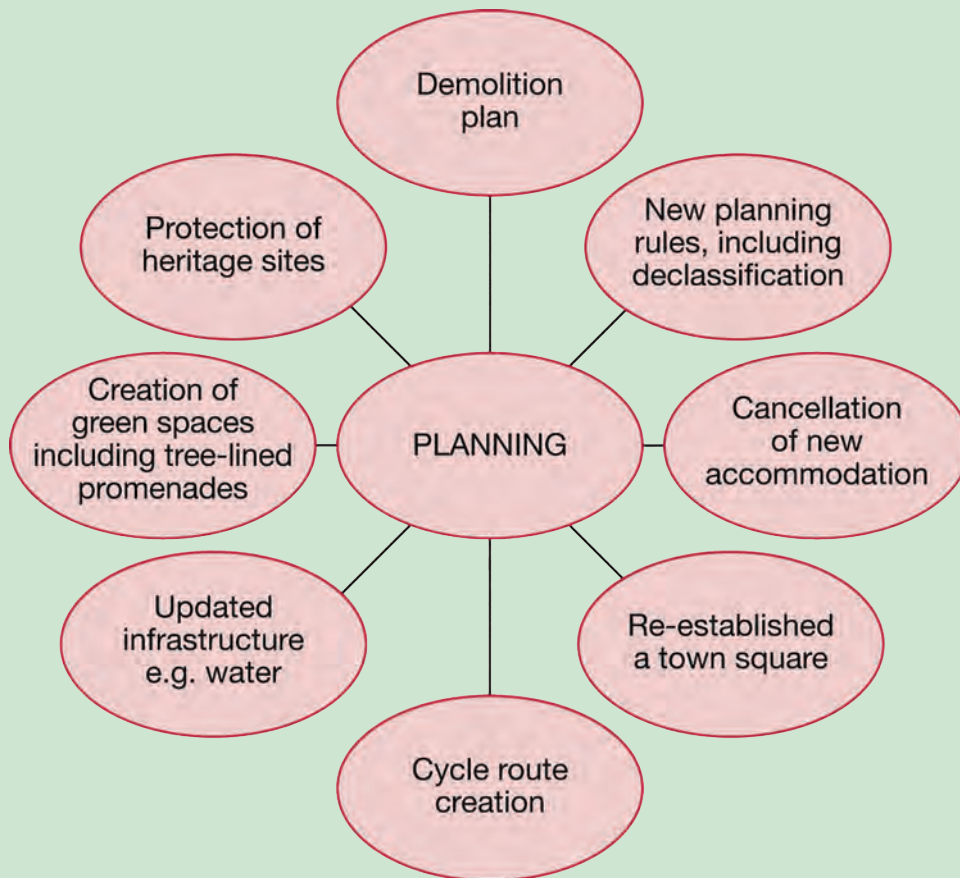 Demolition
plan
New planning
rules, including
declassification
Cancellation
of new
accommodation
Re-established
a town square
Cycle route
creation
Updated
infrastructure
e.g. water
Creation of
green spaces
including tree-lined
promenades
Protection of
heritage sites
PLANNING